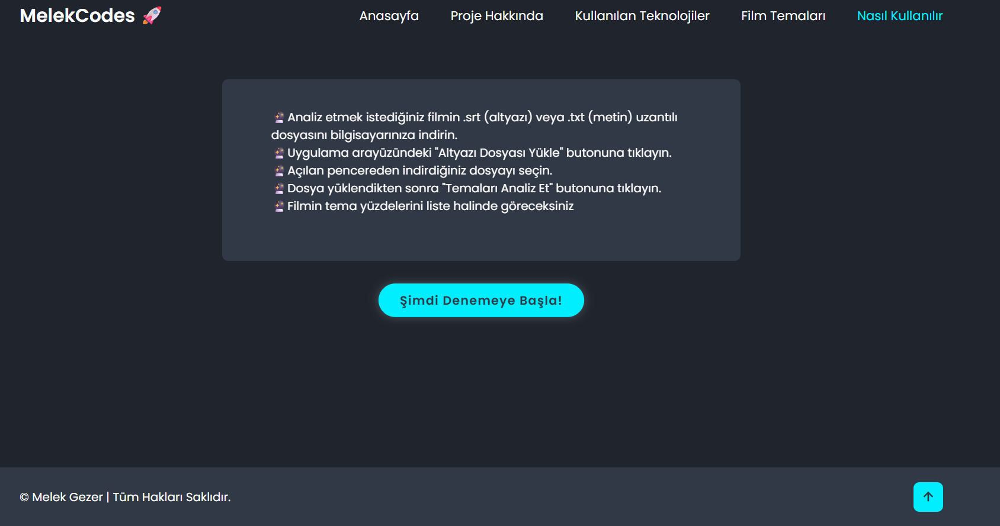 MelekCodes 🚀
Anasayfa Proje Hakkında Kullanılan Teknolojiler Film Temaları Nasıl Kullanılır
🔮Analiz etmek istediğiniz filmin .srt (altyazı) veya .txt (metin) uzantılı
dosyasını bilgisayarınıza indirin.
🔮Uygulama arayüzündeki "Altyazı Dosyası Yükle" butonuna tıklayın.
🔮Açılan pencereden indirdiğiniz dosyayı seçin.
🔮Dosya yüklendikten sonra "Temaları Analiz Et" butonuna tıklayın.
🔮Filmin tema yüzdelerini liste halinde göreceksiniz
Şimdi Denemeye Başla!
© Melek Gezer | Tüm Hakları Saklıdır.